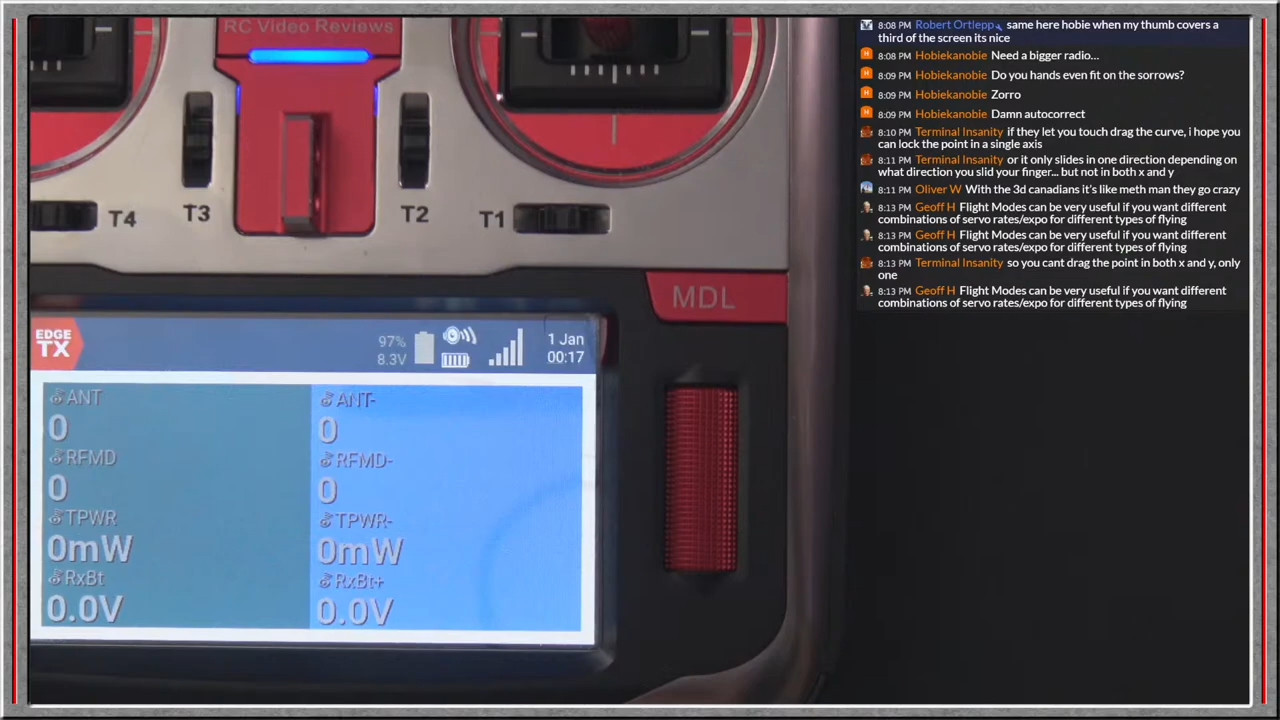 RC Video Reviews
T4
T3
T2
T1
MDL
EDGE
TX
97%
8.3V
1 Jan
00:17
ANT
0
RFMD
0
TPWR
0mW
RxBt
0.0V
ANT-
0
RFMD-
0
TPWR-
0mW
RxBt+
0.0V
8:08 PM Robert Ortlepp same here hobie when my thumb covers a
third of the screen its nice
8:08 PM Hobiekanobie Need a bigger radio...
8:09 PM Hobiekanobie Do you hands even fit on the sorrows?
8:09 PM Hobiekanobie Zorro
8:09 PM Hobiekanobie Damn autocorrect
8:10 PM Terminal Insanity if they let you touch drag the curve, i hope you
can lock the point in a single axis
8:11 PM Terminal Insanity or it only slides in one direction depending on
what direction you slid your finger... but not in both x and y
8:11 PM Oliver W With the 3d canadians it's like meth man they go crazy
8:13 PM Geoff H Flight Modes can be very useful if you want different
combinations of servo rates/expo for different types of flying
8:13 PM Geoff H Flight Modes can be very useful if you want different
combinations of servo rates/expo for different types of flying
8:13 PM Terminal Insanity so you cant drag the point in both x and y, only
one
8:13 PM Geoff H Flight Modes can be very useful if you want different
combinations of servo rates/expo for different types of flying